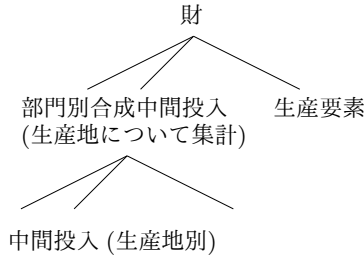 財
部門別合成中間投入
(生産地について集計)
生産要素
中間投入 (生産地別)